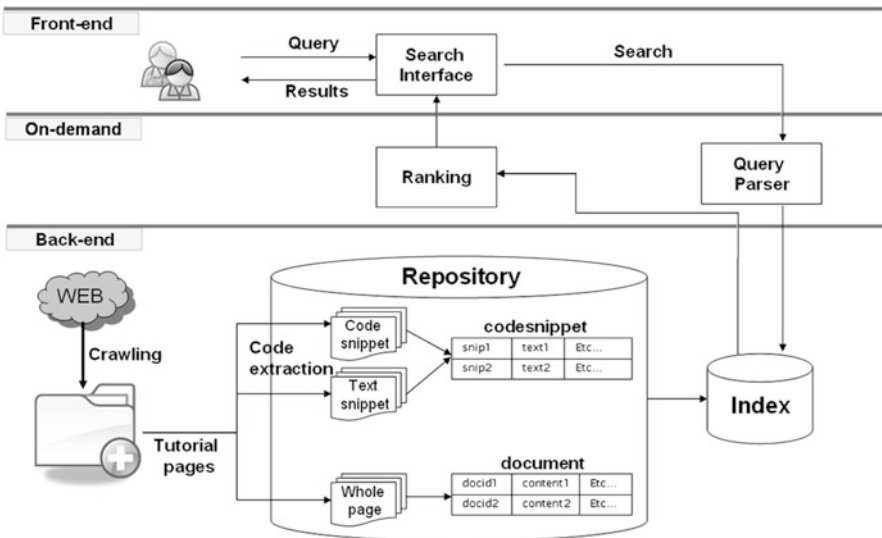 Front-end
Query
Results
Search
Interface
Search
On-demand
Ranking
Query
Parser
Back-end
WEB
Crawling
Tutorial
pages
Repository
Code
extraction
Code
snippet
Text
snippet
codesnippet
snip1 text1 Etc...
snip2 text2 Etc...
Whole
page
document
docid1 content1 Etc...
docid2 content2 Etc...
Index